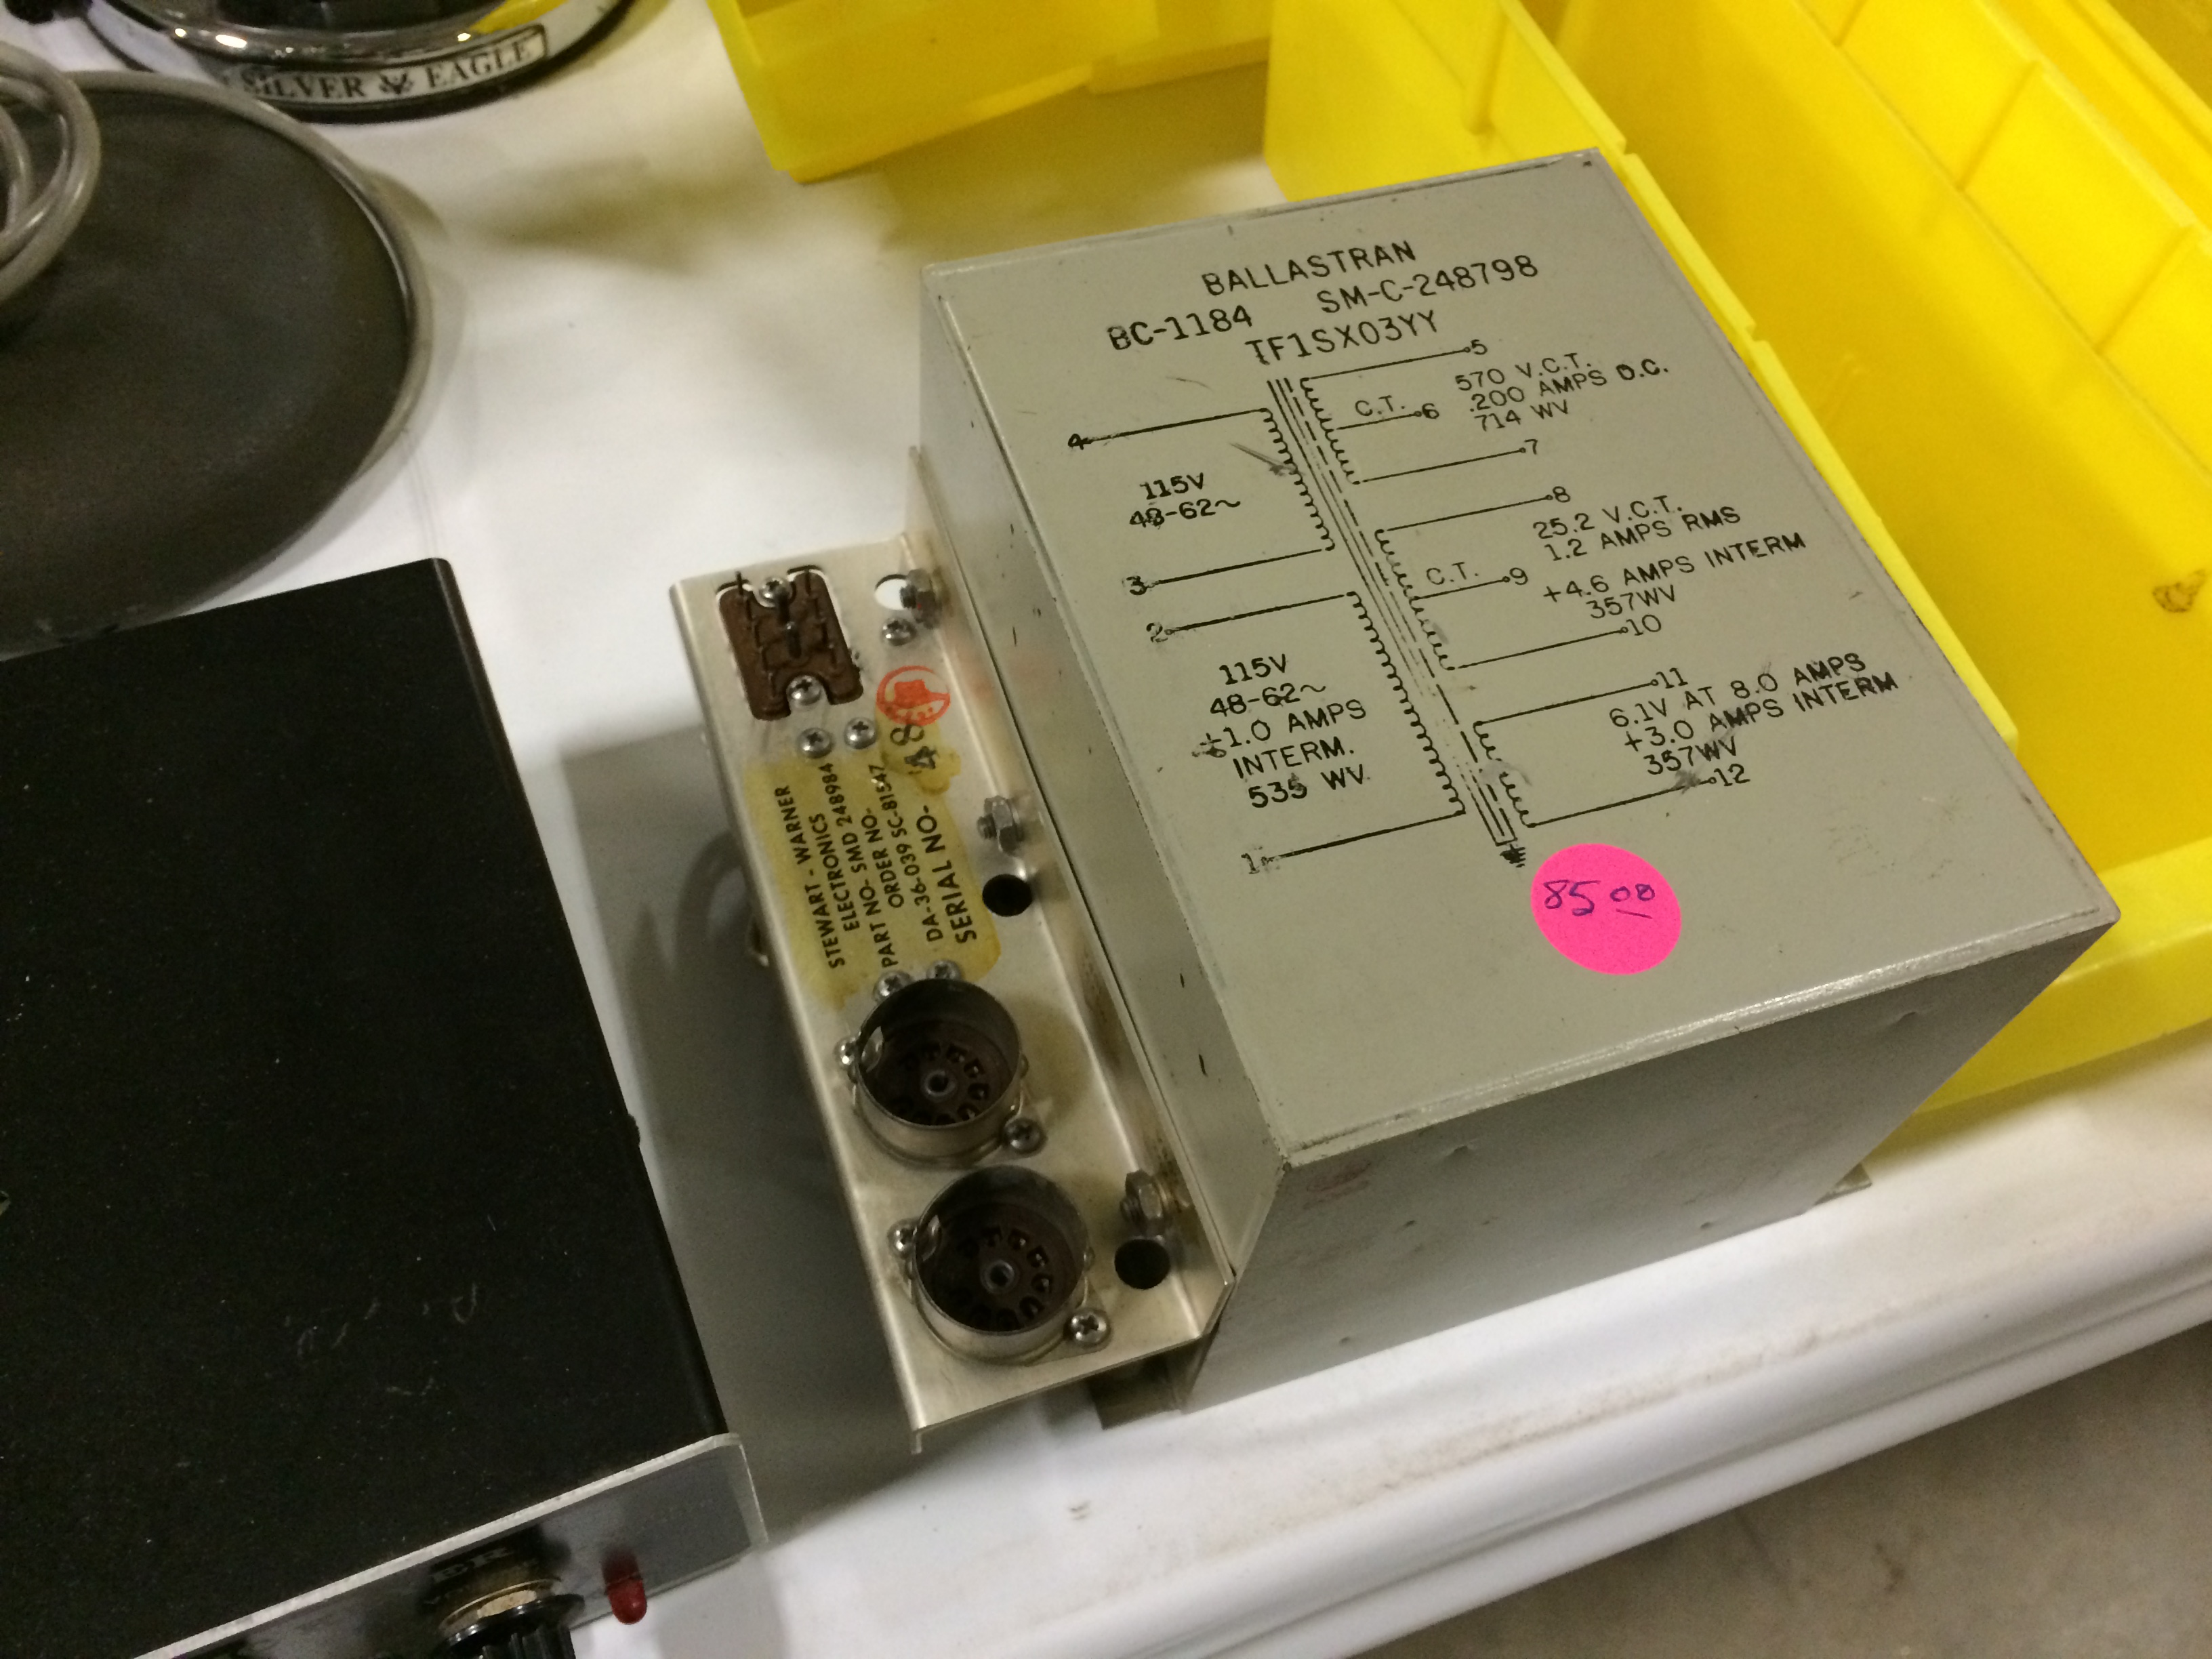 SILVER EAGLE
BALLASTRAN
BC-1184 SM-C-248798
TF1SX03YY
5
570 V.C.T.
.200 AMPS D.C.
714 WV
C.T. 6
7
4
115V
48-62~
3
8
25.2 V.C.T.
1.2 AMPS RMS
C.T. 9
+4.6 AMPS INTERM
357WV
10
2
115V
48-62~
+1.0 AMPS
INTERM.
535 WV.
1
11
6.1V AT 8.0 AMPS
+3.0 AMPS INTERM
357WV
12
85 00
STEWART - WARNER
ELECTRONICS
PART NO- SMD 248984
ORDER NO-
DA-36-039 SC-81547
SERIAL NO- 48